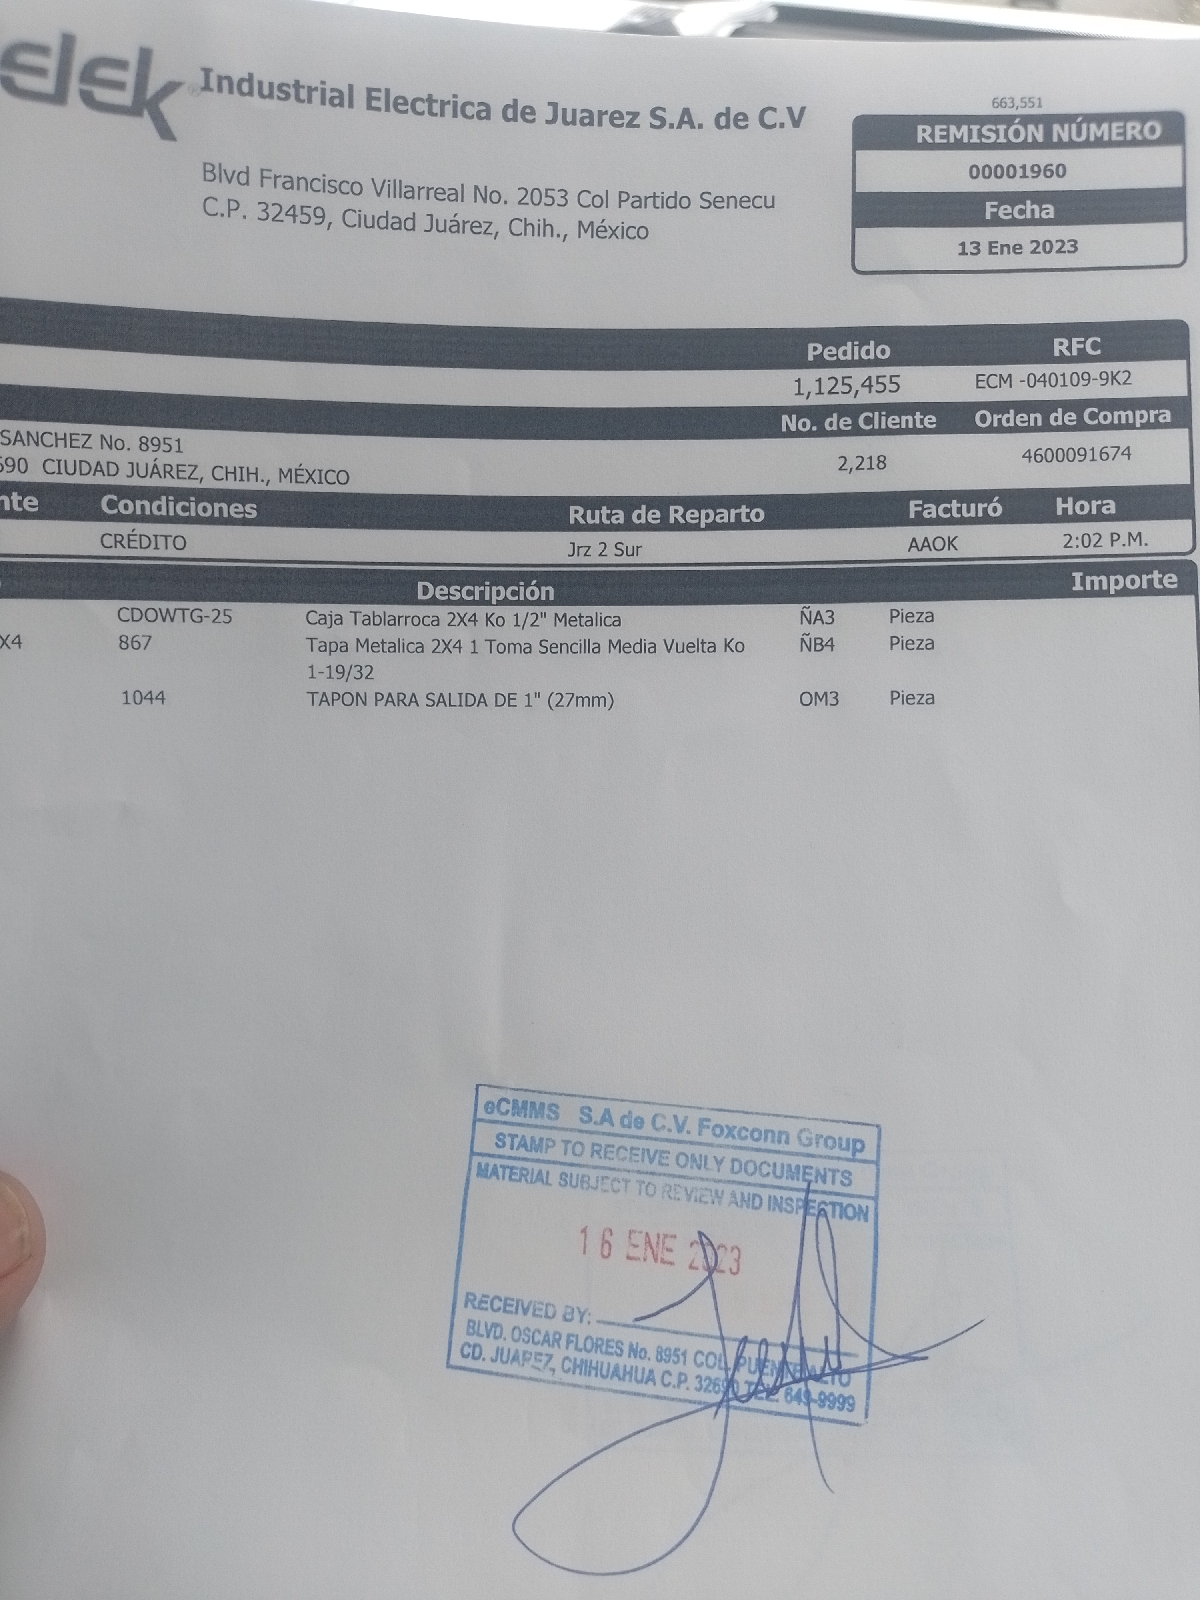 elek
Industrial Electrica de Juarez S.A. de C.V
Blvd Francisco Villarreal No. 2053 Col Partido Senecu
C.P. 32459, Ciudad Juárez, Chih., México
663,551
REMISIÓN NÚMERO
00001960
Fecha
13 Ene 2023
Pedido RFC
1,125,455 ECM -040109-9K2
No. de Cliente Orden de Compra
SANCHEZ No. 8951
690 CIUDAD JUÁREZ, CHIH., MÉXICO
2,218 4600091674
nte Condiciones Ruta de Reparto Facturó Hora
CRÉDITO Jrz 2 Sur AAOK 2:02 P.M.
Descripción Importe
CDOWTG-25 Caja Tablarroca 2X4 Ko 1/2" Metalica ÑA3 Pieza
X4 867 Tapa Metalica 2X4 1 Toma Sencilla Media Vuelta Ko ÑB4 Pieza
1-19/32
1044 TAPON PARA SALIDA DE 1" (27mm) OM3 Pieza
eCMMS S.A de C.V. Foxconn Group
STAMP TO RECEIVE ONLY DOCUMENTS
MATERIAL SUBJECT TO REVIEW AND INSPECTION
16 ENE 2023
RECEIVED BY:
BLVD. OSCAR FLORES No. 8951 COL. PUENTE ALTO
CD. JUAREZ, CHIHUAHUA C.P. 32690 TEL. 649-9999